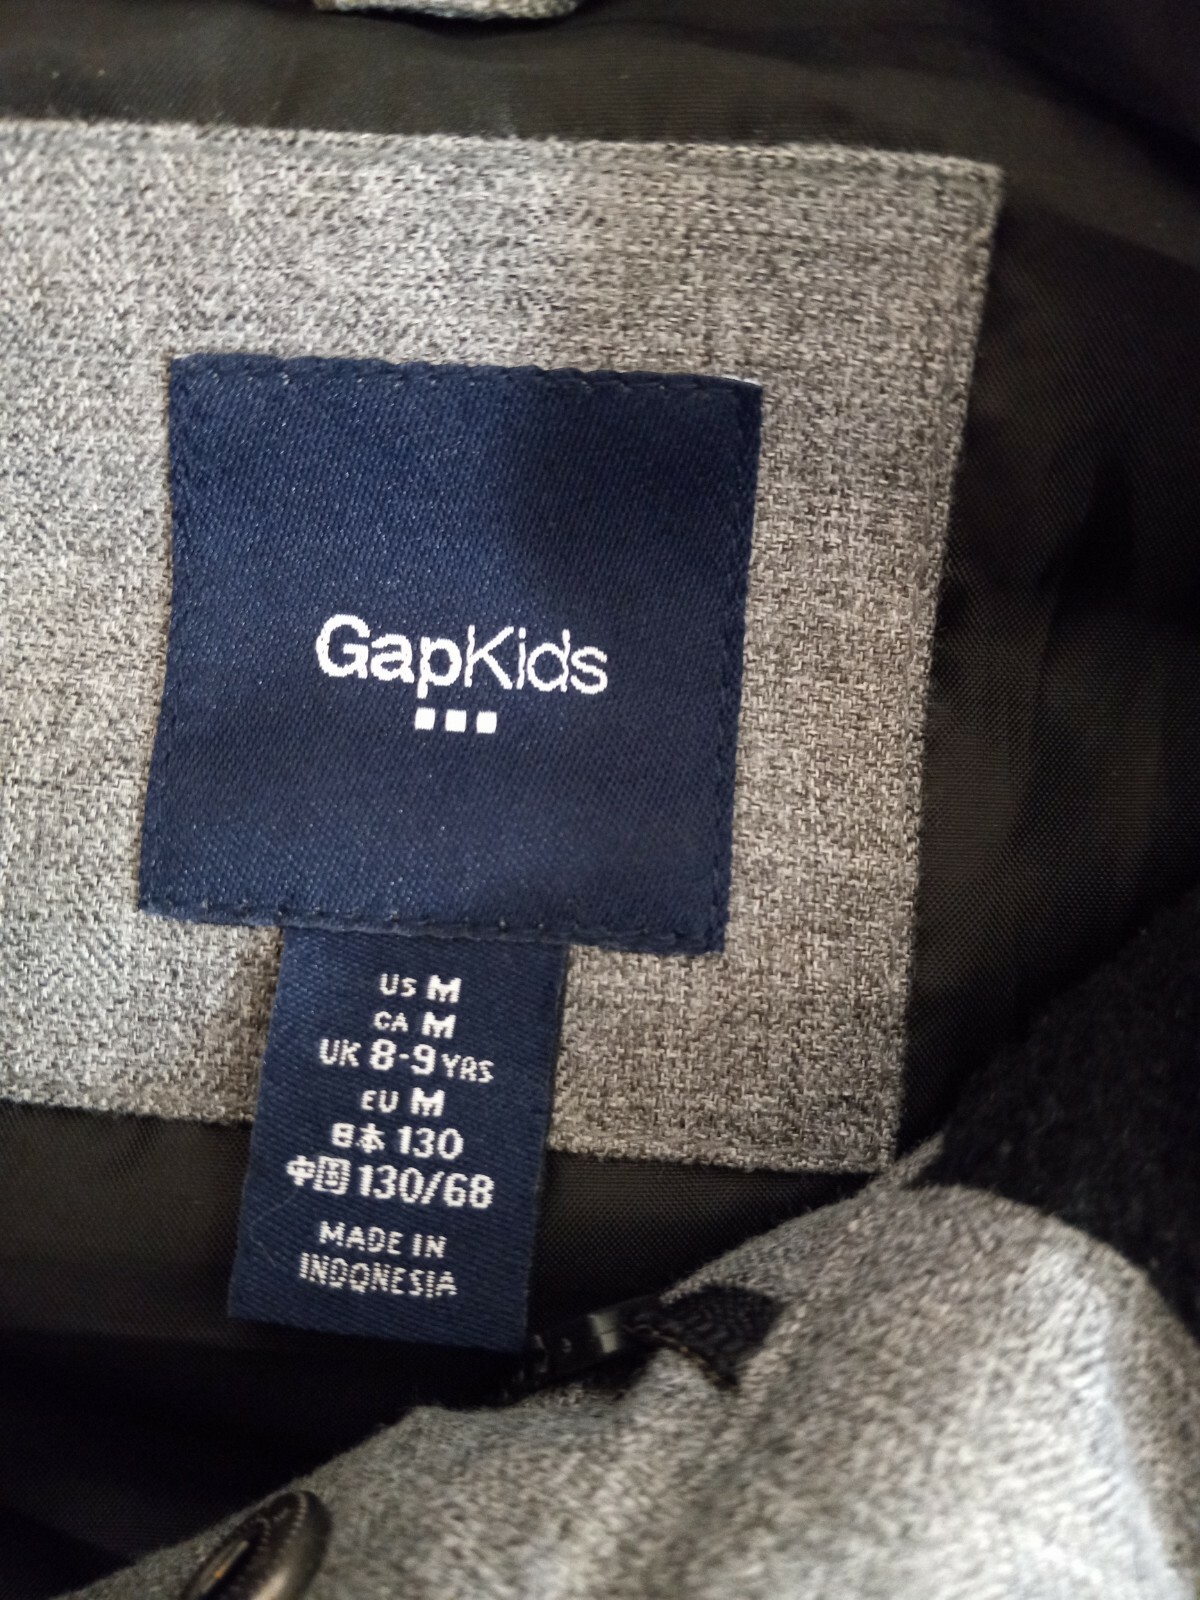 GapKids
US M
CA M
UK 8-9 YRS
EU M
日本 130
中国 130/68
MADE IN
INDONESIA